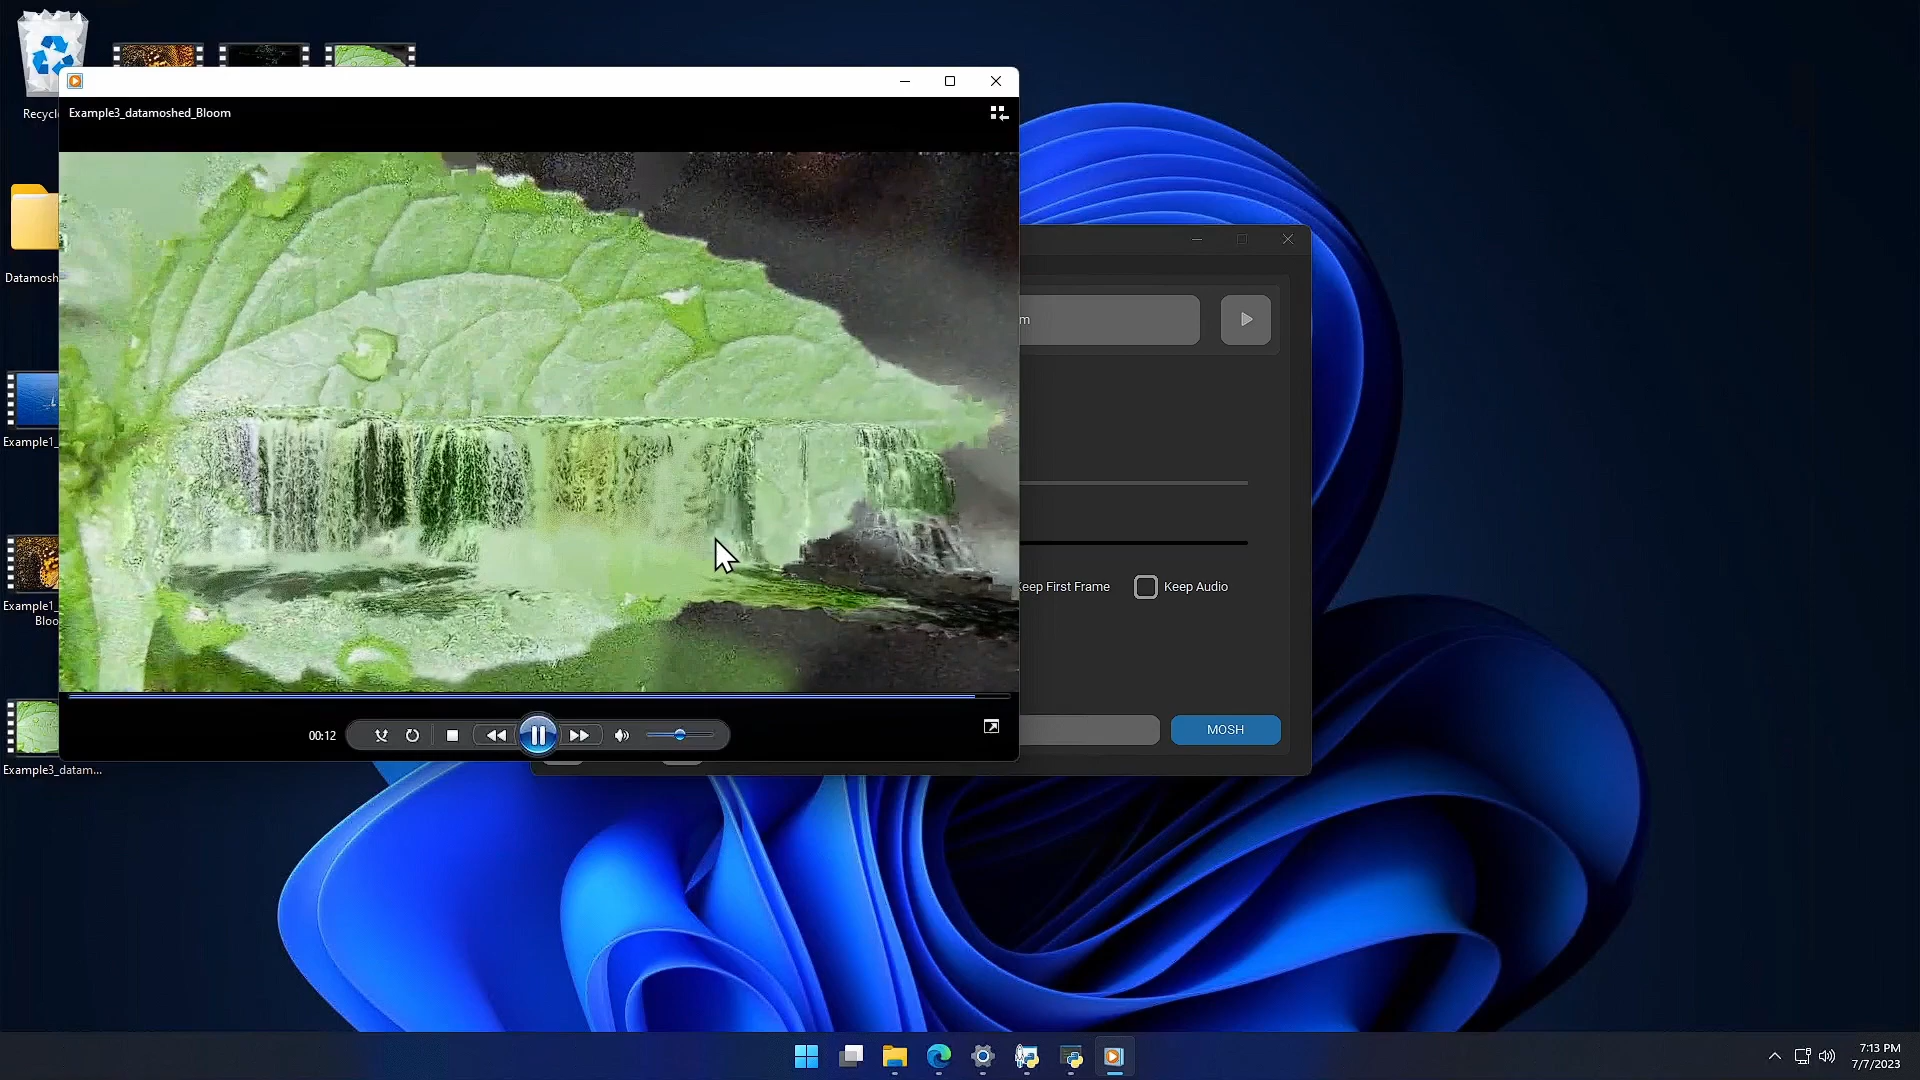 Recycl
Example3_datamoshed_Bloom
Datamosh
m
Example1_
Keep First Frame
Keep Audio
Example1_
Bloo
00:12
MOSH
Example3_datam...
7:13 PM
7/7/2023